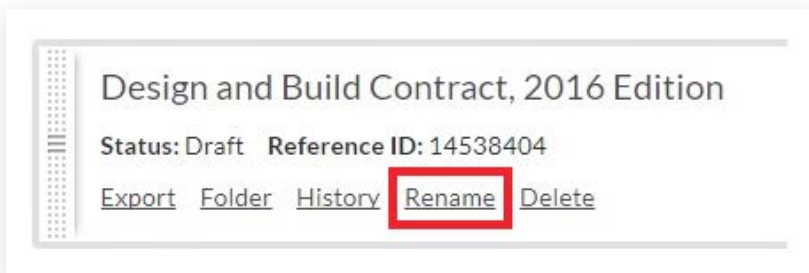 Design and Build Contract, 2016 Edition
Status: Draft Reference ID: 14538404
Export Folder History Rename Delete